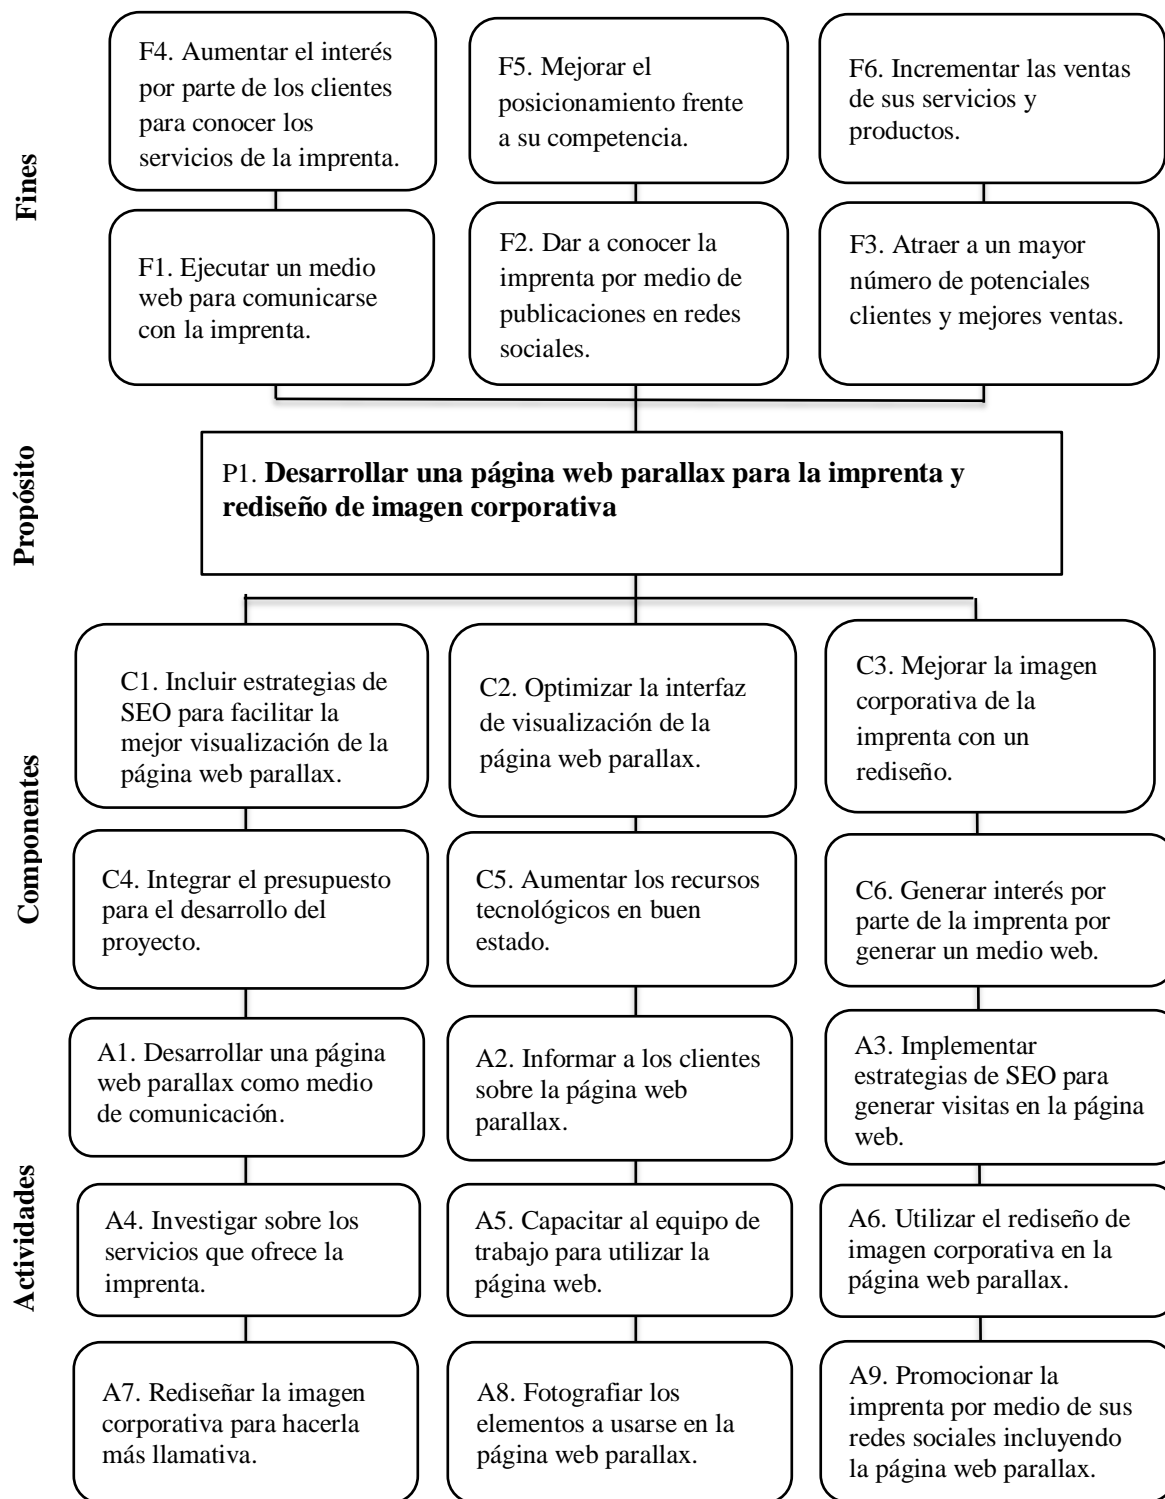 Fines
F4. Aumentar el interés
por parte de los clientes
para conocer los
servicios de la imprenta.
F5. Mejorar el
posicionamiento frente
a su competencia.
F6. Incrementar las ventas
de sus servicios y
productos.
F1. Ejecutar un medio
web para comunicarse
con la imprenta.
F2. Dar a conocer la
imprenta por medio de
publicaciones en redes
sociales.
F3. Atraer a un mayor
número de potenciales
clientes y mejores ventas.
Propósito
P1. Desarrollar una página web parallax para la imprenta y
rediseño de imagen corporativa
Componentes
C1. Incluir estrategias de
SEO para facilitar la
mejor visualización de la
página web parallax.
C2. Optimizar la interfaz
de visualización de la
página web parallax.
C3. Mejorar la imagen
corporativa de la
imprenta con un
rediseño.
C4. Integrar el presupuesto
para el desarrollo del
proyecto.
C5. Aumentar los recursos
tecnológicos en buen
estado.
C6. Generar interés por
parte de la imprenta por
generar un medio web.
Actividades
A1. Desarrollar una página
web parallax como medio
de comunicación.
A2. Informar a los clientes
sobre la página web
parallax.
A3. Implementar
estrategias de SEO para
generar visitas en la página
web.
A4. Investigar sobre los
servicios que ofrece la
imprenta.
A5. Capacitar al equipo de
trabajo para utilizar la
página web.
A6. Utilizar el rediseño de
imagen corporativa en la
página web parallax.
A7. Rediseñar la imagen
corporativa para hacerla
más llamativa.
A8. Fotografiar los
elementos a usarse en la
página web parallax.
A9. Promocionar la
imprenta por medio de sus
redes sociales incluyendo
la página web parallax.